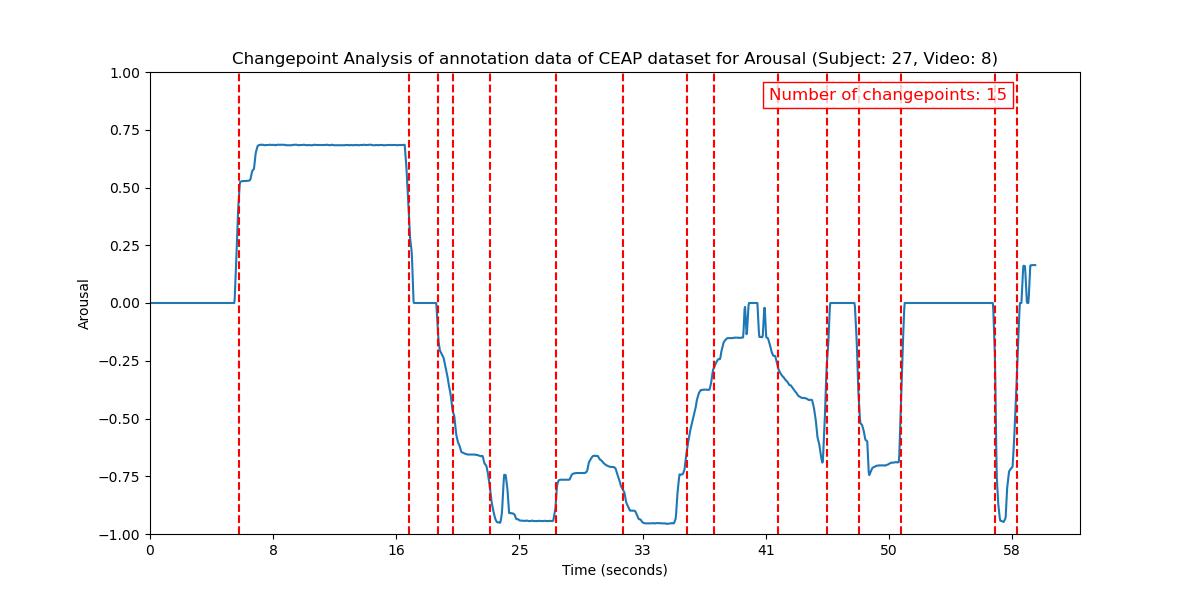 Changepoint Analysis of annotation data of CEAP dataset for Arousal (Subject: 27, Video: 8)
Number of changepoints: 15
1.00
0.75
0.50
0.25
0.00
−0.25
−0.50
−0.75
−1.00
Arousal
0 8 16 25 33 41 50 58
Time (seconds)